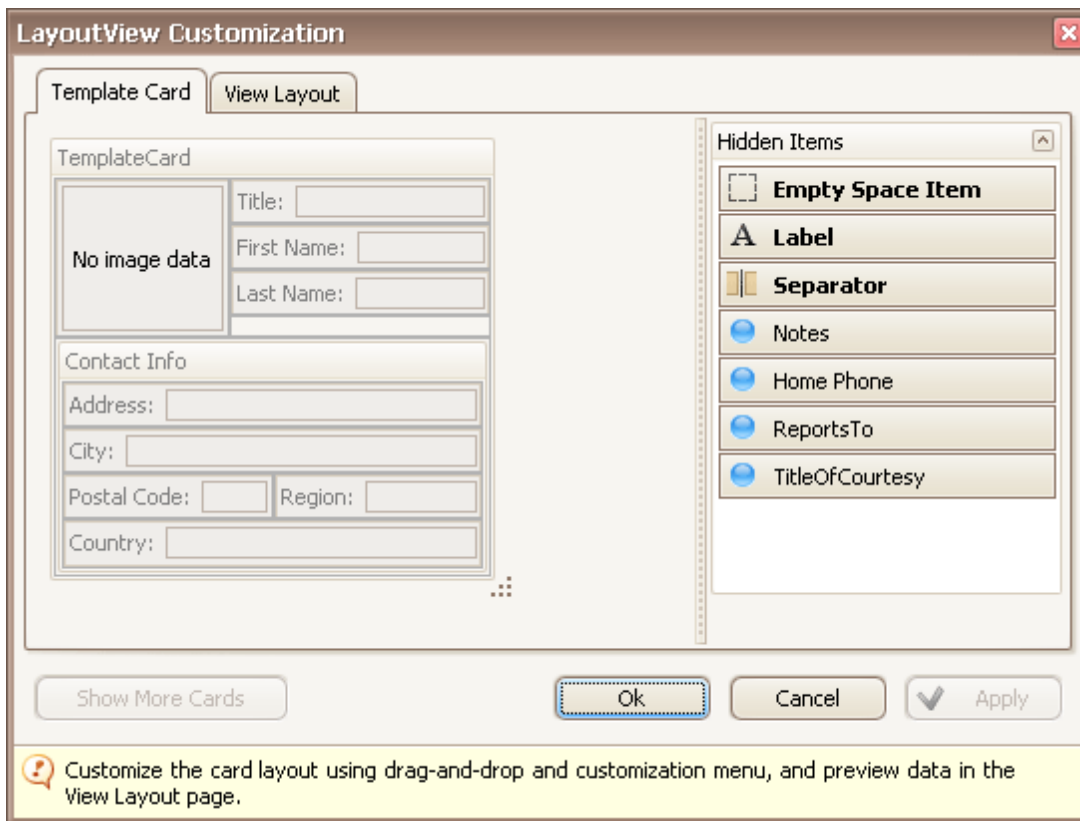 LayoutView Customization
Template Card
View Layout
TemplateCard
No image data
Title:
First Name:
Last Name:
Contact Info
Address:
City:
Postal Code:
Region:
Country:
Hidden Items
Empty Space Item
A Label
Separator
Notes
Home Phone
ReportsTo
TitleOfCourtesy
Show More Cards
Ok
Cancel
Apply
Customize the card layout using drag-and-drop and customization menu, and preview data in the
View Layout page.